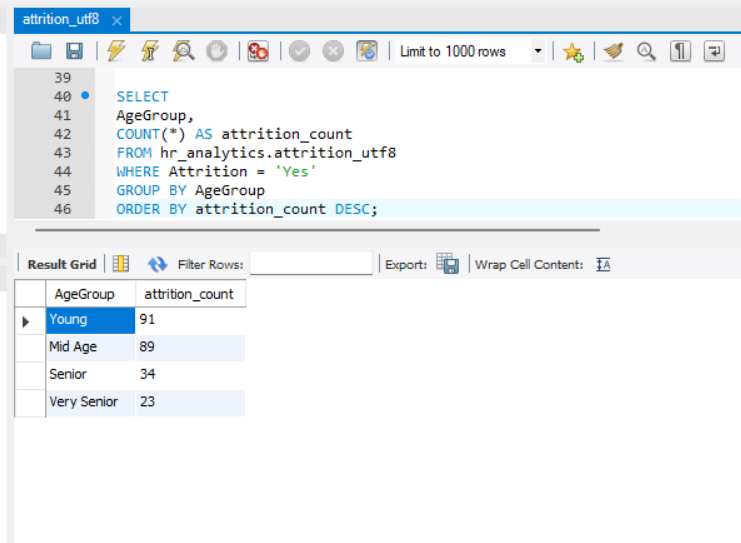 attrition_utf8 ×
Limit to 1000 rows
39
40 SELECT
41 AgeGroup,
42 COUNT(*) AS attrition_count
43 FROM hr_analytics.attrition_utf8
44 WHERE Attrition = 'Yes'
45 GROUP BY AgeGroup
46 ORDER BY attrition_count DESC;
Result Grid Filter Rows: Export: Wrap Cell Content: IA
AgeGroup attrition_count
Young 91
Mid Age 89
Senior 34
Very Senior 23